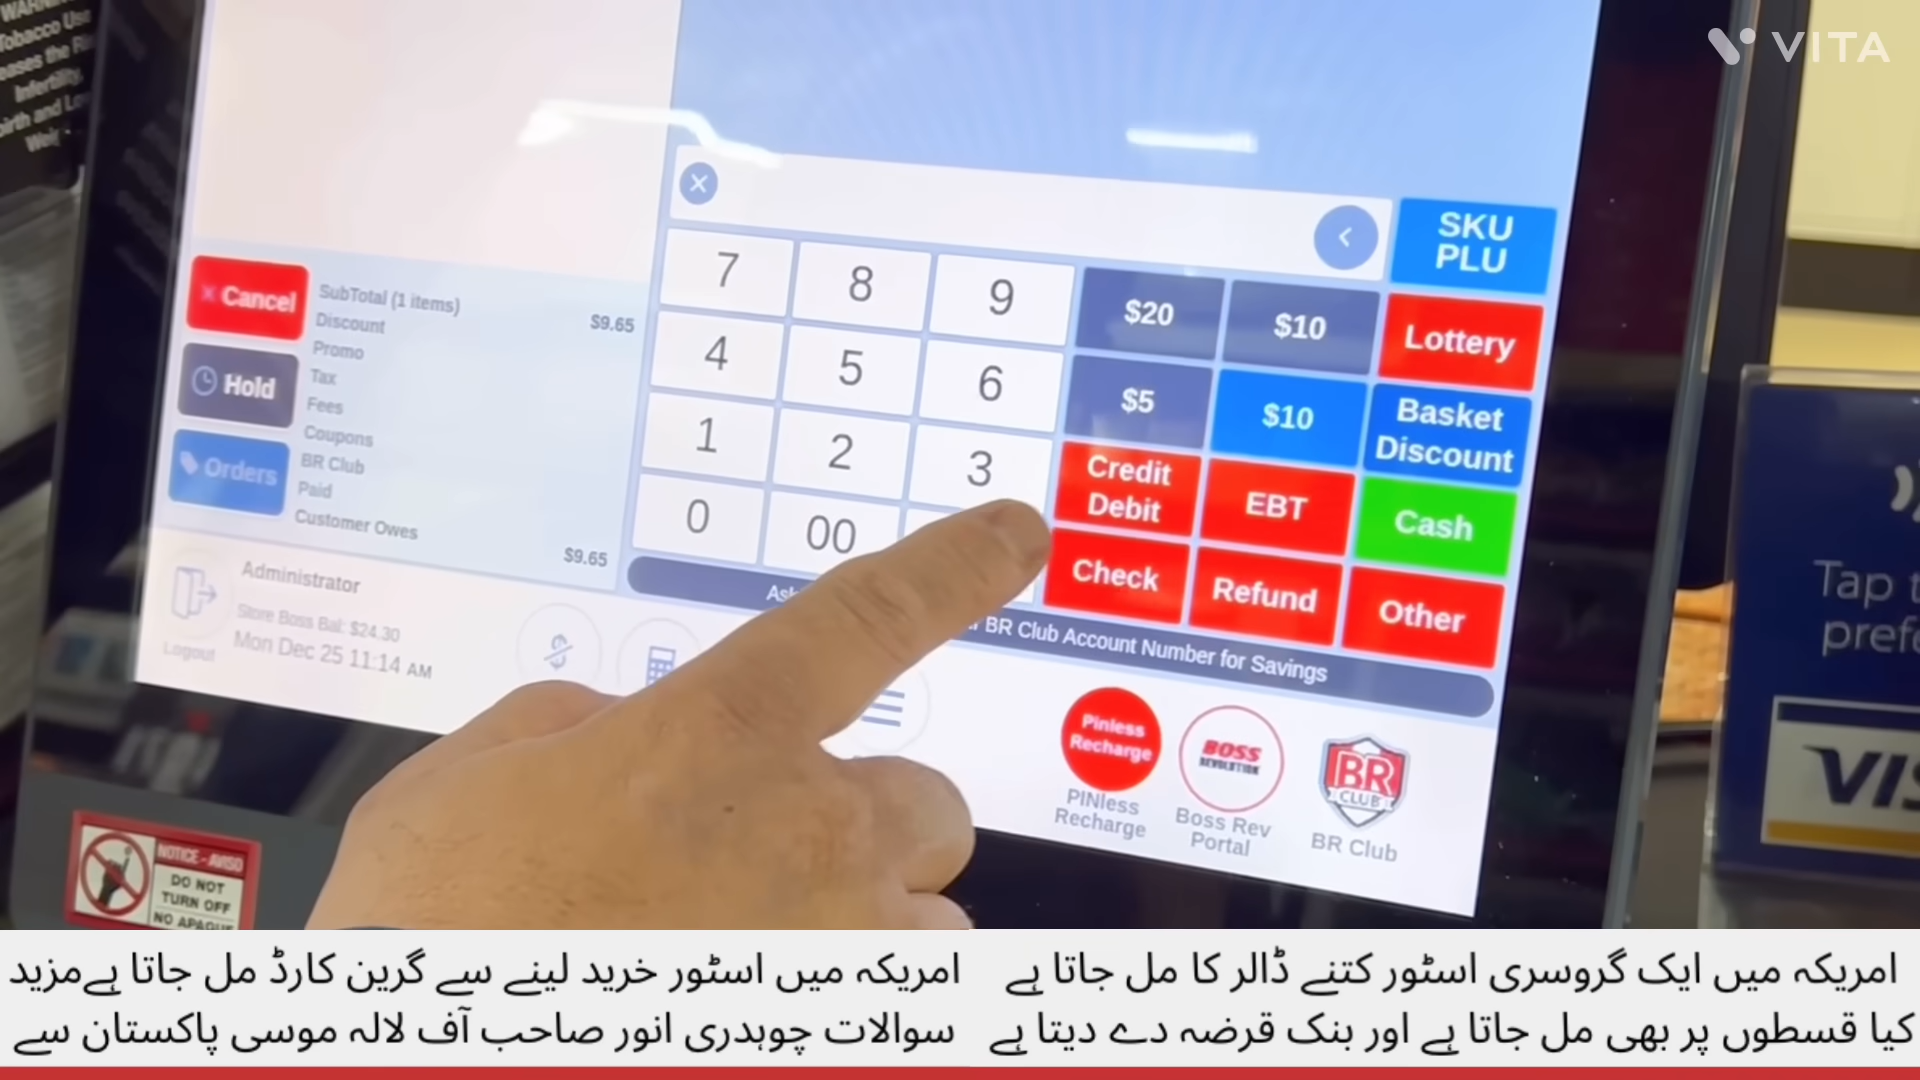 VITA
SKU
PLU
7 8 9 $20 $10 Lottery
4 5 6 $5 $10 Basket
Discount
1 2 3 Credit
Debit EBT Cash
0 00 Check Refund Other
BR Club Account Number for Savings
Cancel
Hold
Orders
SubTotal (1 items) $9.65
Discount
Promo
Tax
Fees
Coupons
BR Club
Paid
Customer Owes $9.65
Administrator
Store Boss Bal: $24.30
Mon Dec 25 11:14 AM
Logout
Pinless
Recharge
PINless
Recharge
BOSS
REVOLUTION
Boss Rev
Portal
BR
CLUB
BR Club
NOTICE - AVISO
DO NOT
TURN OFF
NO APAGUE
Tap
امریکہ میں ایک گروسری اسٹور کتنے ڈالر کا مل جاتا ہے
کیا قسطوں پر بھی مل جاتا ہے اور بنک قرضہ دے دیتا ہے
امریکہ میں اسٹور خرید لینے سے گرین کارڈ مل جاتا ہےمزید
سوالات چوہدری انور صاحب آف لالہ موسی پاکستان سے